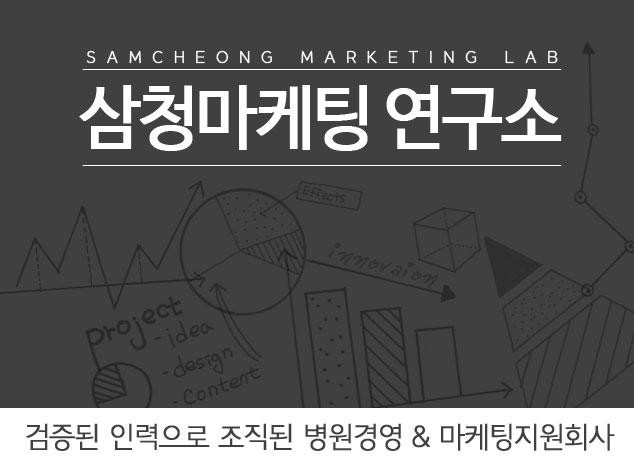 SAMCHEONG MARKETING LAB
삼청마케팅 연구소
Effects
innovaion
project
-idea
-design
-Content
검증된 인력으로 조직된 병원경영 & 마케팅지원회사